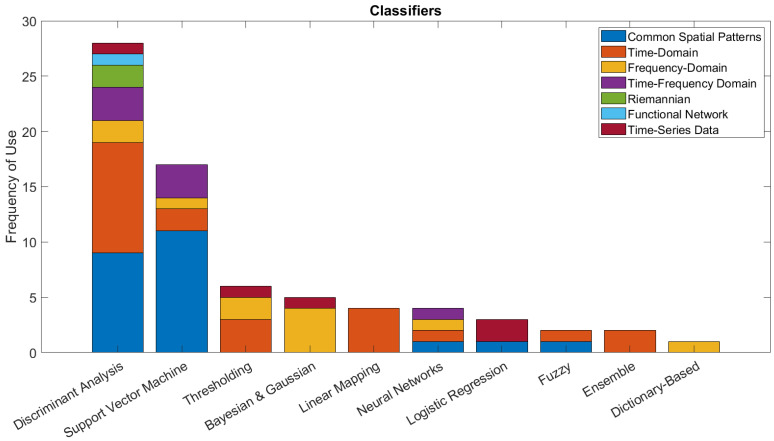 Classifiers
30
25
20
15
10
5
0
Frequency of Use
Common Spatial Patterns
Time-Domain
Frequency-Domain
Time-Frequency Domain
Riemannian
Functional Network
Time-Series Data
Discriminant Analysis
Support Vector Machine
Thresholding
Bayesian & Gaussian
Linear Mapping
Neural Networks
Logistic Regression
Fuzzy
Ensemble
Dictionary-Based